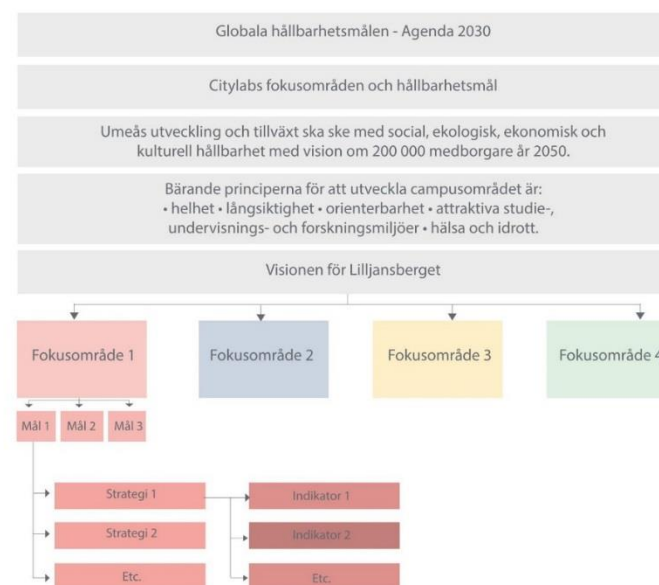 Globala hållbarhetsmålen - Agenda 2030
Citylabs fokusområden och hållbarhetsmål
Umeås utveckling och tillväxt ska ske med social, ekologisk, ekonomisk och
kulturell hållbarhet med vision om 200 000 medborgare år 2050.
Bärande principerna för att utveckla campusområdet är:
• helhet • långsiktighet • orienterbarhet • attraktiva studie-,
undervisnings- och forskningsmiljöer • hälsa och idrott.
Visionen för Lilljansberget
Fokusområde 1
Fokusområde 2
Fokusområde 3
Fokusområde 4
Mål 1
Mål 2
Mål 3
Strategi 1
Indikator 1
Strategi 2
Indikator 2
Etc.
Etc.